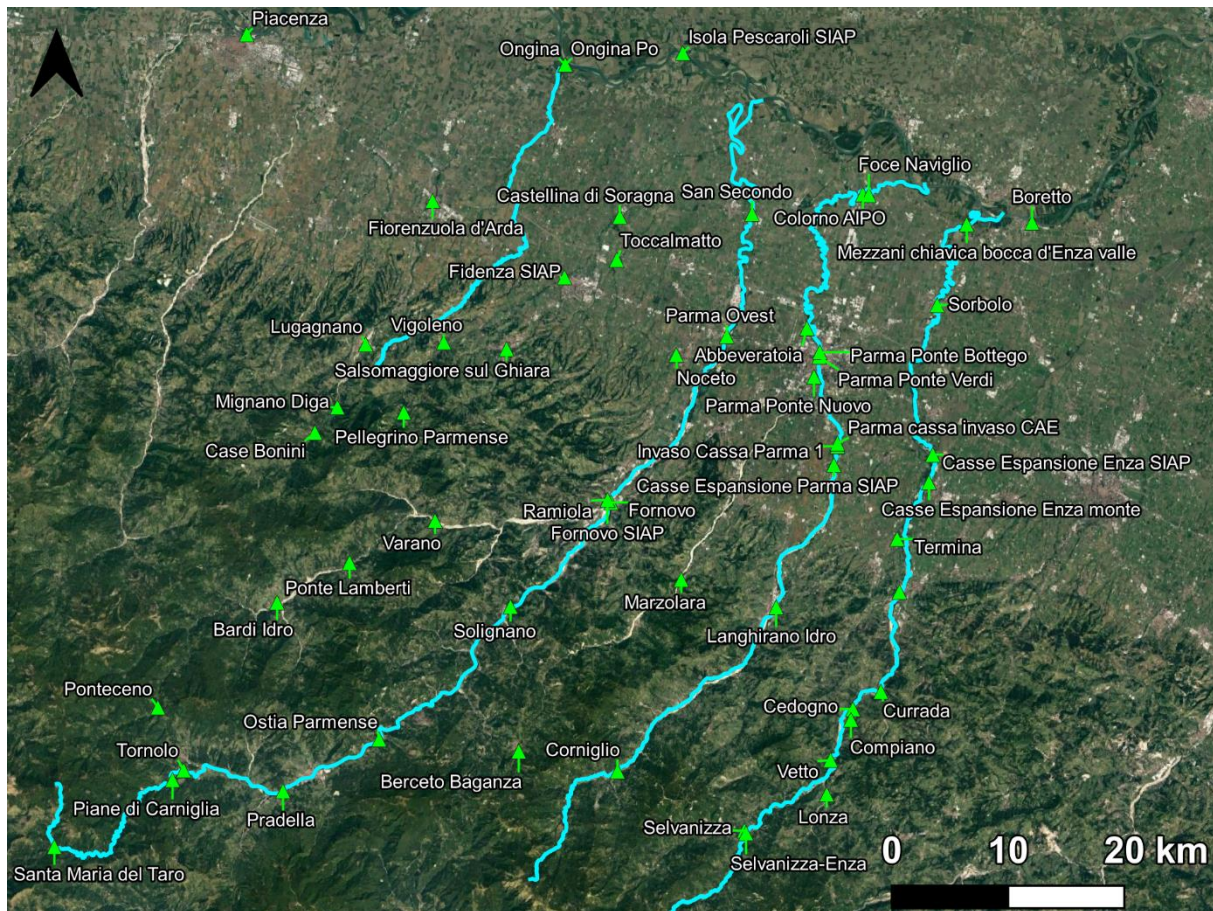 Piacenza
Isola Pescaroli SIAP
Ongina
Ongina Po
Foce Naviglio
Castellina di Soragna
San Secondo
Boretto
Fiorenzuola d'Arda
Colorno AIPO
Toccalmatto
Mezzani chiavica bocca d'Enza valle
Fidenza SIAP
Sorbolo
Lugagnano
Vigoleno
Parma Ovest
Salsomaggiore sul Ghiara
Abbeveratoia
Parma Ponte Bottego
Noceto
Parma Ponte Verdi
Mignano Diga
Parma Ponte Nuovo
Pellegrino Parmense
Parma cassa invaso CAE
Case Bonini
Invaso Cassa Parma 1
Casse Espansione Enza SIAP
Casse Espansione Parma SIAP
Ramiola
Fornovo
Casse Espansione Enza monte
Varano
Fornovo SIAP
Termina
Ponte Lamberti
Marzolara
Bardi Idro
Solignano
Langhirano Idro
Ponteceno
Cedogno
Currada
Ostia Parmense
Compiano
Tornolo
Corniglio
Berceto Baganza
Vetto
Piane di Carniglia
Pradella
Lonza
Selvanizza
Santa Maria del Taro
Selvanizza-Enza
0 10 20 km